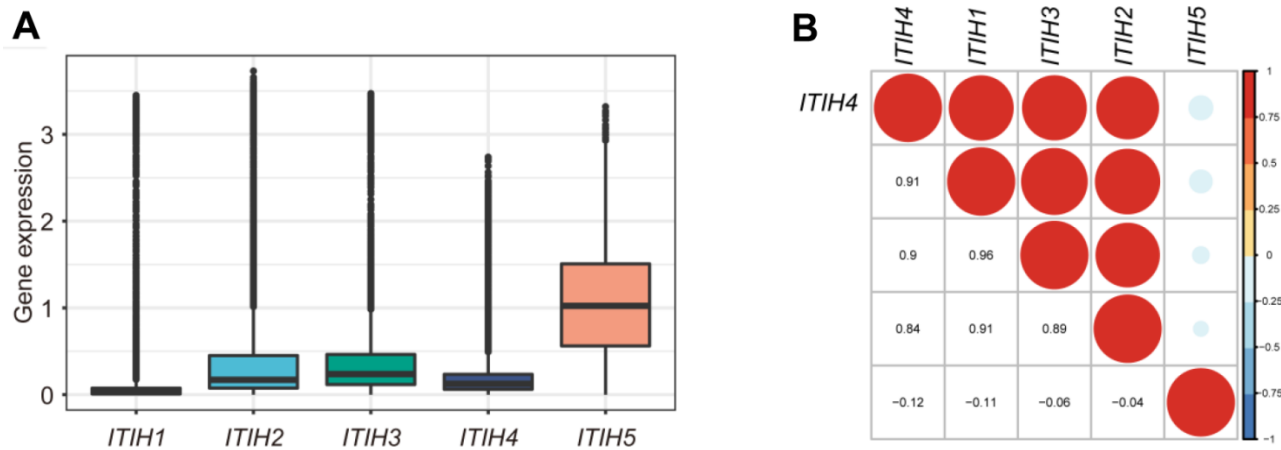 A
Gene expression
3
2
1
0
ITIH1 ITIH2 ITIH3 ITIH4 ITIH5
B
ITIH4 ITIH1 ITIH3 ITIH2 ITIH5
ITIH4
0.91
0.9 0.96
0.84 0.91 0.89
−0.12 −0.11 −0.06 −0.04
1
0.75
0.5
0.25
0
−0.25
−0.5
−0.75
−1